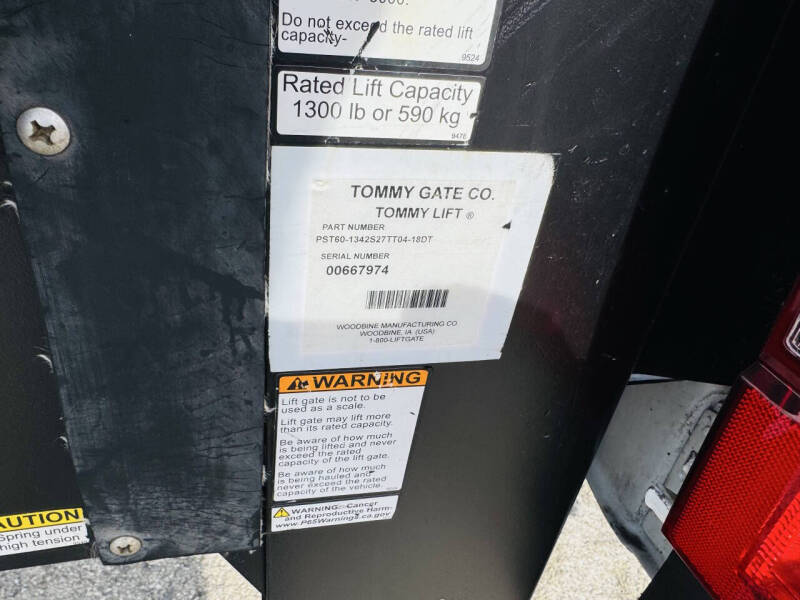 Do not exceed the rated lift
capacity-
9524
Rated Lift Capacity
1300 lb or 590 kg
9476
TOMMY GATE CO.
TOMMY LIFT ®
PART NUMBER
PST60-1342S27TT04-18DT
SERIAL NUMBER
00667974
WOODBINE MANUFACTURING CO.
WOODBINE, IA (USA)
1-800-LIFTGATE
WARNING
Lift gate is not to be
used as a scale.
Lift gate may lift more
than its rated capacity.
Be aware of how much
is being lifted and never
exceed the rated
capacity of the lift gate.
Be aware of how much
is being hauled and
never exceed the rated
capacity of the vehicle.
WARNING: Cancer
and Reproductive Harm-
www.P65Warnings.ca.gov
CAUTION
Spring under
high tension